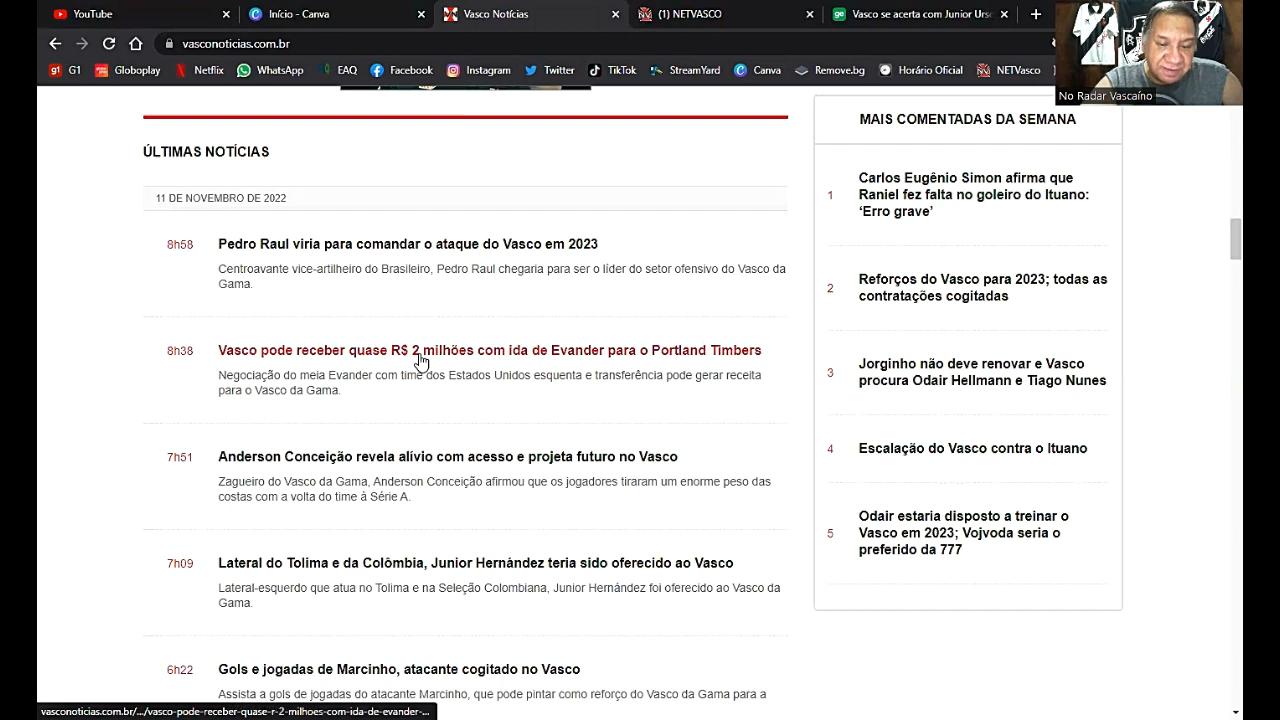 YouTube
Início - Canva
Vasco Notícias
(1) NETVASCO
Vasco se acerta com Junior Urso
vasconoticias.com.br
G1
Globoplay
Netflix
WhatsApp
EAQ
Facebook
Instagram
Twitter
TikTok
StreamYard
Canva
Remove.bg
Horário Oficial
NETVasco
No Radar Vascaíno
ÚLTIMAS NOTÍCIAS
11 DE NOVEMBRO DE 2022
8h58
Pedro Raul viria para comandar o ataque do Vasco em 2023
Centroavante vice-artilheiro do Brasileiro, Pedro Raul chegaria para ser o líder do setor ofensivo do Vasco da
Gama.
8h38
Vasco pode receber quase R$ 2 milhões com ida de Evander para o Portland Timbers
Negociação do meia Evander com time dos Estados Unidos esquenta e transferência pode gerar receita
para o Vasco da Gama.
7h51
Anderson Conceição revela alívio com acesso e projeta futuro no Vasco
Zagueiro do Vasco da Gama, Anderson Conceição afirmou que os jogadores tiraram um enorme peso das
costas com a volta do time à Série A.
7h09
Lateral do Tolima e da Colômbia, Junior Hernández teria sido oferecido ao Vasco
Lateral-esquerdo que atua no Tolima e na Seleção Colombiana, Junior Hernández foi oferecido ao Vasco da
Gama.
6h22
Gols e jogadas de Marcinho, atacante cogitado no Vasco
Assista a gols de jogadas do atacante Marcinho, que pode pintar como reforço do Vasco da Gama para a
MAIS COMENTADAS DA SEMANA
1
Carlos Eugênio Simon afirma que
Raniel fez falta no goleiro do Ituano:
‘Erro grave’
2
Reforços do Vasco para 2023; todas as
contratações cogitadas
3
Jorginho não deve renovar e Vasco
procura Odair Hellmann e Tiago Nunes
4
Escalação do Vasco contra o Ituano
5
Odair estaria disposto a treinar o
Vasco em 2023; Vojvoda seria o
preferido da 777
vasconoticias.com.br/.../vasco-pode-receber-quase-r-2-milhoes-com-ida-de-evander-...